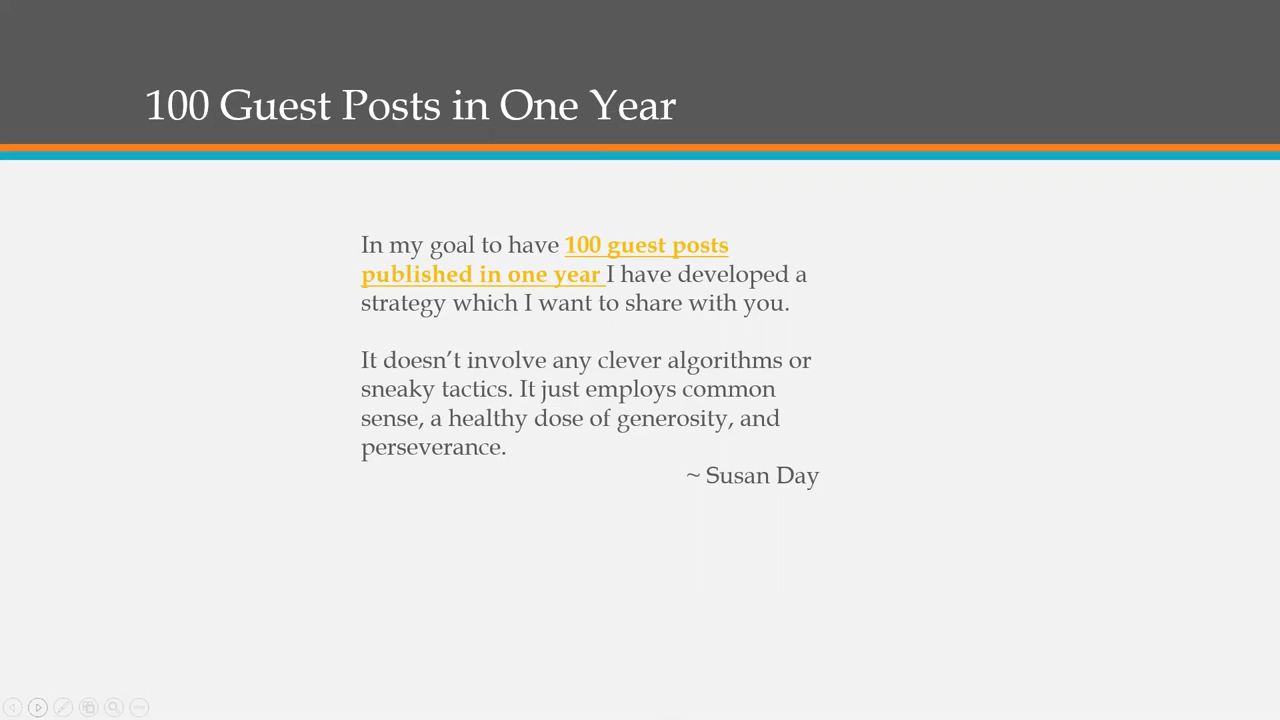 100 Guest Posts in One Year
In my goal to have 100 guest posts
published in one year I have developed a
strategy which I want to share with you.
It doesn’t involve any clever algorithms or
sneaky tactics. It just employs common
sense, a healthy dose of generosity, and
perseverance.
~ Susan Day